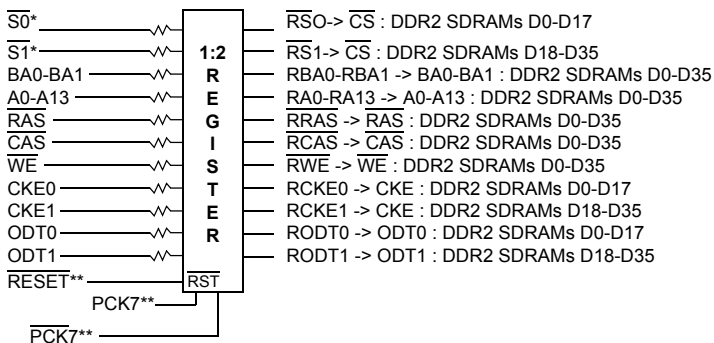 S0* RSO-> CS : DDR2 SDRAMs D0-D17
S1* 1:2 RS1-> CS : DDR2 SDRAMs D18-D35
BA0-BA1 R RBA0-RBA1 -> BA0-BA1 : DDR2 SDRAMs D0-D35
A0-A13 E RA0-RA13 -> A0-A13 : DDR2 SDRAMs D0-D35
RAS G RRAS -> RAS : DDR2 SDRAMs D0-D35
CAS I RCAS -> CAS : DDR2 SDRAMs D0-D35
WE S RWE -> WE : DDR2 SDRAMs D0-D35
CKE0 T RCKE0 -> CKE : DDR2 SDRAMs D0-D17
CKE1 E RCKE1 -> CKE : DDR2 SDRAMs D18-D35
ODT0 R RODT0 -> ODT0 : DDR2 SDRAMs D0-D17
ODT1 RODT1 -> ODT1 : DDR2 SDRAMs D18-D35
RESET** RST
PCK7**
PCK7**